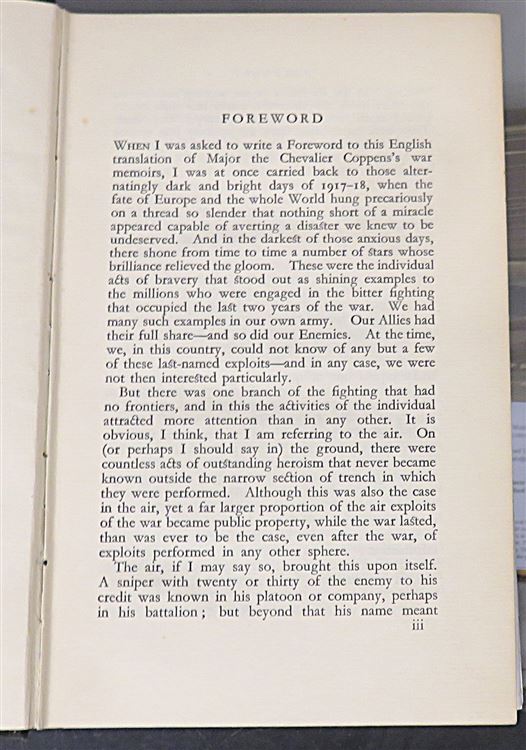 FOREWORD
WHEN I was asked to write a Foreword to this English
translation of Major the Chevalier Coppens's war
memoirs, I was at once carried back to those alter-
natingly dark and bright days of 1917–18, when the
fate of Europe and the whole World hung precariously
on a thread so slender that nothing short of a miracle
appeared capable of averting a disaster we knew to be
undeserved. And in the darkest of those anxious days,
there shone from time to time a number of stars whose
brilliance relieved the gloom. These were the individual
acts of bravery that stood out as shining examples to
the millions who were engaged in the bitter fighting
that occupied the last two years of the war. We had
many such examples in our own army. Our Allies had
their full share—and so did our Enemies. At the time,
we, in this country, could not know of any but a few
of these last-named exploits—and in any case, we were
not then interested particularly.
But there was one branch of the fighting that had
no frontiers, and in this the activities of the individual
attracted more attention than in any other. It is
obvious, I think, that I am referring to the air. On
(or perhaps I should say in) the ground, there were
countless acts of outstanding heroism that never became
known outside the narrow section of trench in which
they were performed. Although this was also the case
in the air, yet a far larger proportion of the air exploits
of the war became public property, while the war lasted,
than was ever to be the case, even after the war, of
exploits performed in any other sphere.
The air, if I may say so, brought this upon itself.
A sniper with twenty or thirty of the enemy to his
credit was known in his platoon or company, perhaps
in his battalion; but beyond that his name meant
iii